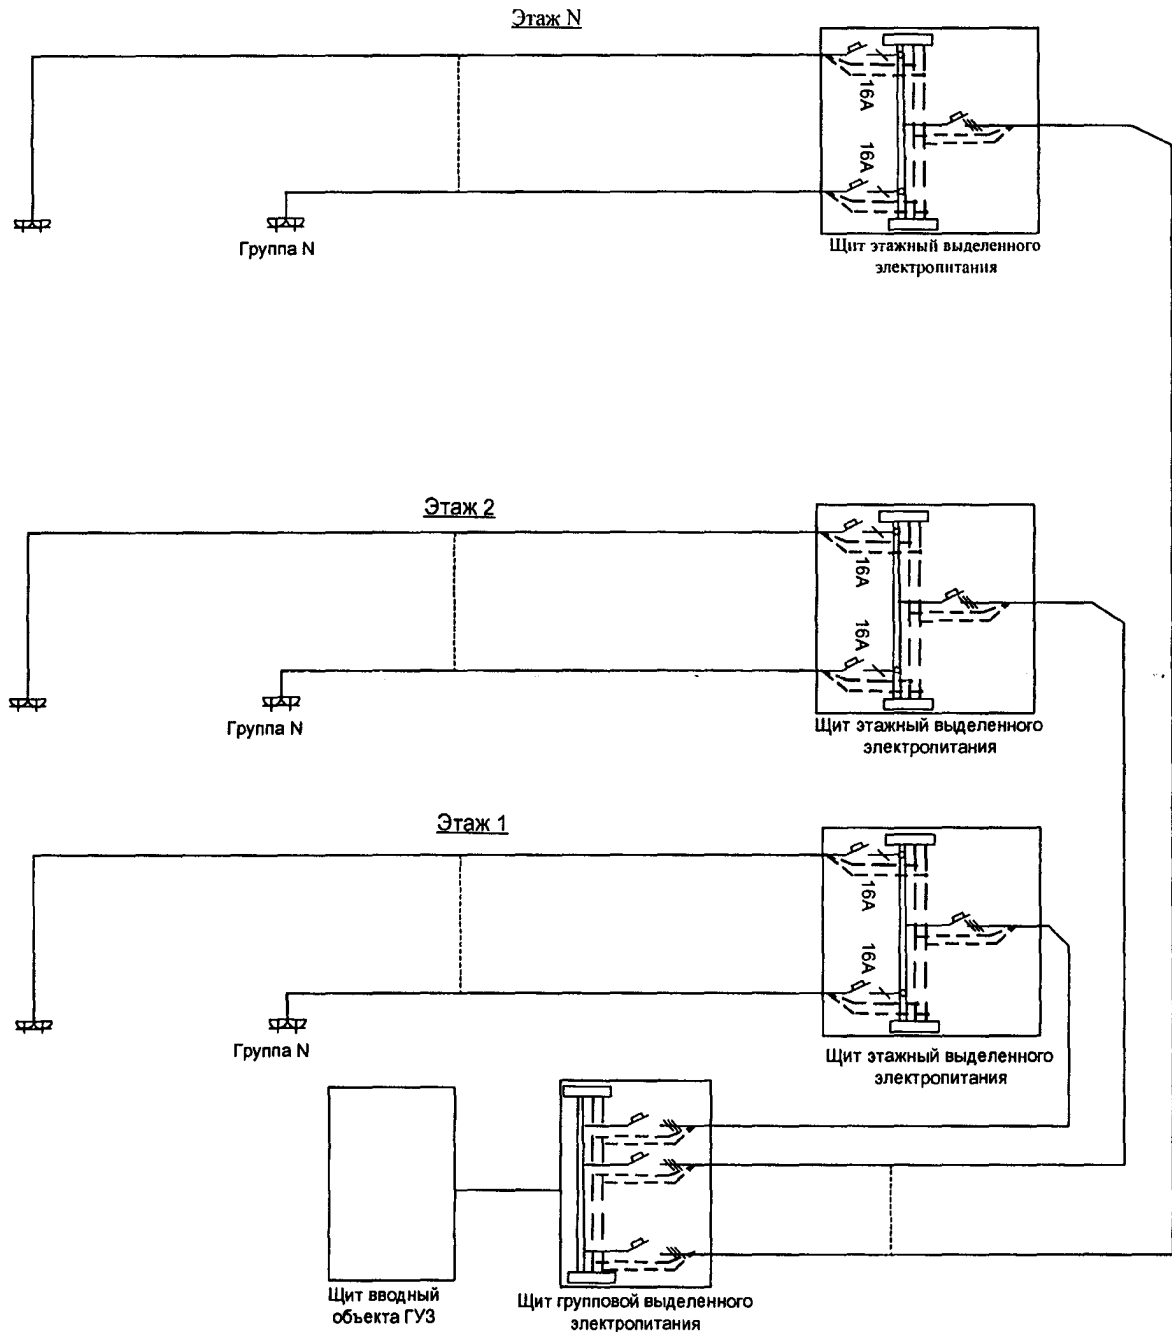 Этаж N
16А
16А
Группа N
Щит этажный выделенного
электропитания
Этаж 2
16А
16А
Группа N
Щит этажный выделенного
электропитания
Этаж 1
16А
16А
Группа N
Щит этажный выделенного
электропитания
Щит вводный
объекта ГУЗ
Щит групповой выделенного
электропитания